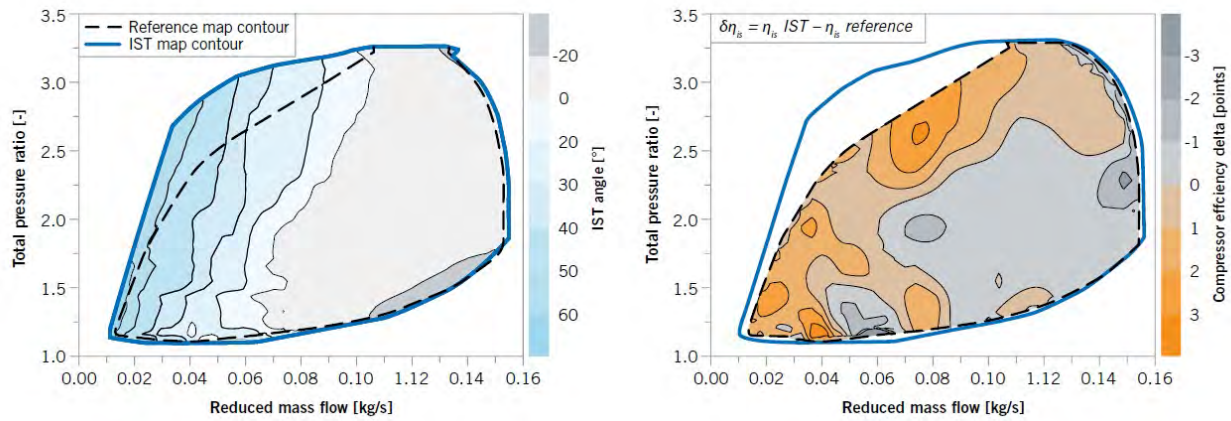 Reference map contour
IST map contour
3.5
3.0
2.5
2.0
1.5
1.0
Total pressure ratio [-]
0.00 0.02 0.04 0.06 0.08 0.10 0.12 0.14 0.16
Reduced mass flow [kg/s]
-20
0
20
30
40
50
60
IST angle [°]
δηis = ηis IST – ηis reference
3.5
3.0
2.5
2.0
1.5
1.0
Total pressure ratio [-]
0.00 0.02 0.04 0.06 0.08 0.10 0.12 0.14 0.16
Reduced mass flow [kg/s]
-3
-2
-1
0
1
2
3
Compressor effciency delta [points]